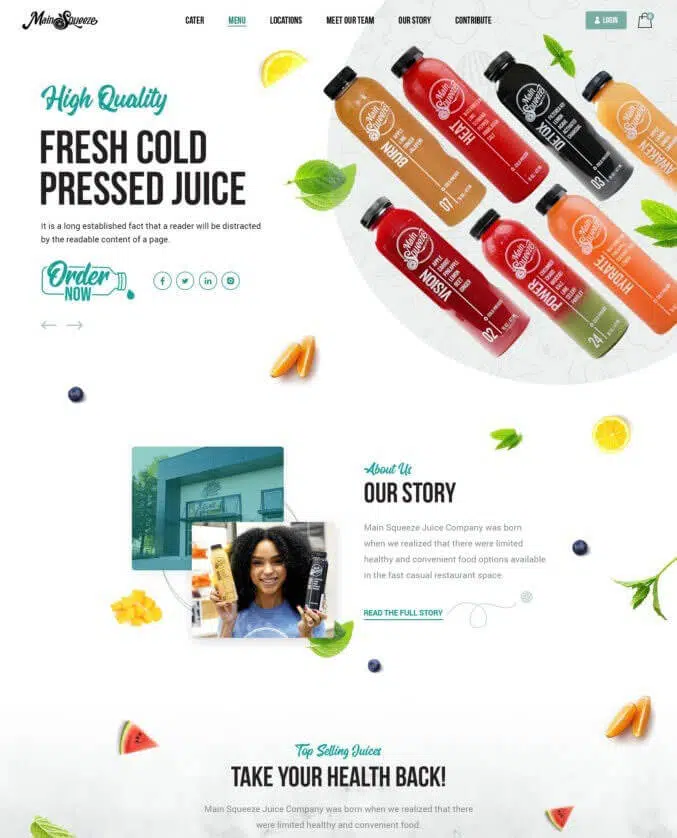 Main Squeeze
CATER
MENU
LOCATIONS
MEET OUR TEAM
OUR STORY
CONTRIBUTE
LOGIN
High Quality
FRESH COLD
PRESSED JUICE
It is a long established fact that a reader will be distracted
by the readable content of a page.
Order
NOW
Main Squeeze
BURN
07
Main Squeeze
HEAT
Main Squeeze
DETOX
03
Main Squeeze
AWAKEN
Main Squeeze
VISION
02
Main Squeeze
POWER
24
Main Squeeze
HYDRATE
About Us
OUR STORY
Main Squeeze Juice Company was born
when we realized that there were limited
healthy and convenient food options available
in the fast casual restaurant space.
READ THE FULL STORY
Top Selling Juices
TAKE YOUR HEALTH BACK!
Main Squeeze Juice Company was born when we realized that there
were limited healthy and convenient food.